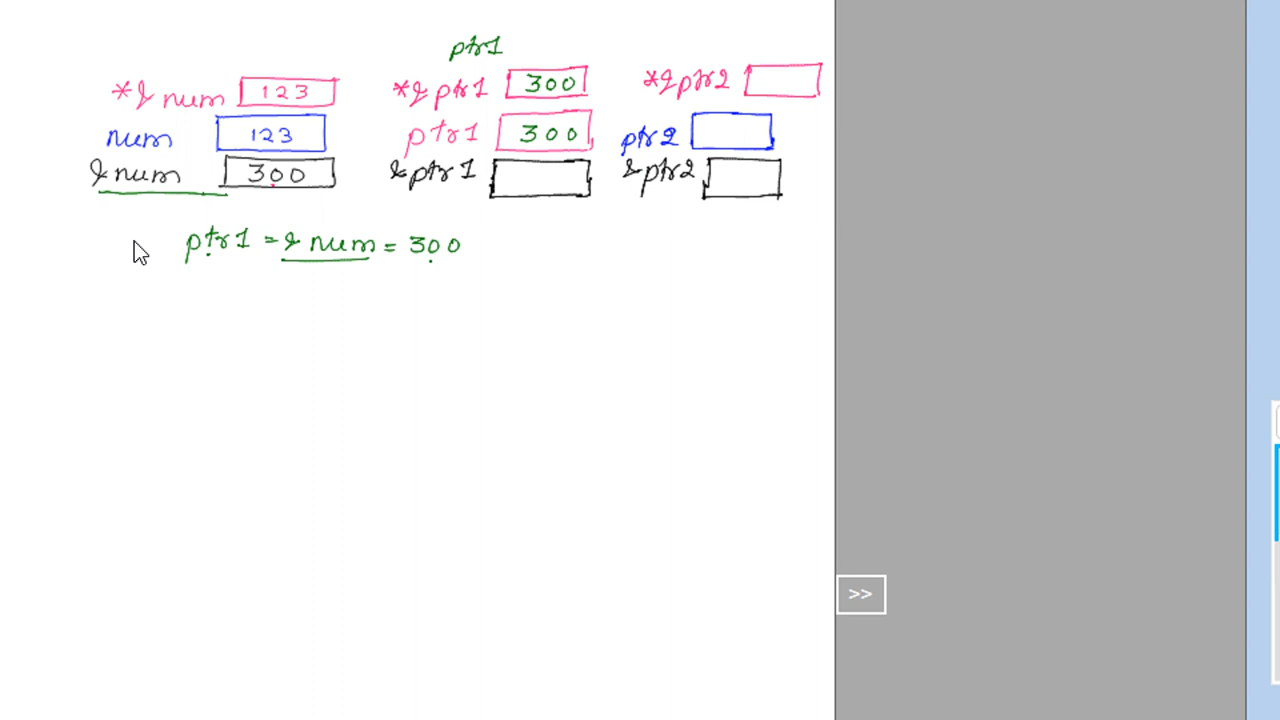 ptr1
*& num 123 *& ptr1 300 *& ptr2
num 123 ptr1 300 ptr2
& num 300 & ptr1 & ptr2
ptr1 = & num = 300
>>